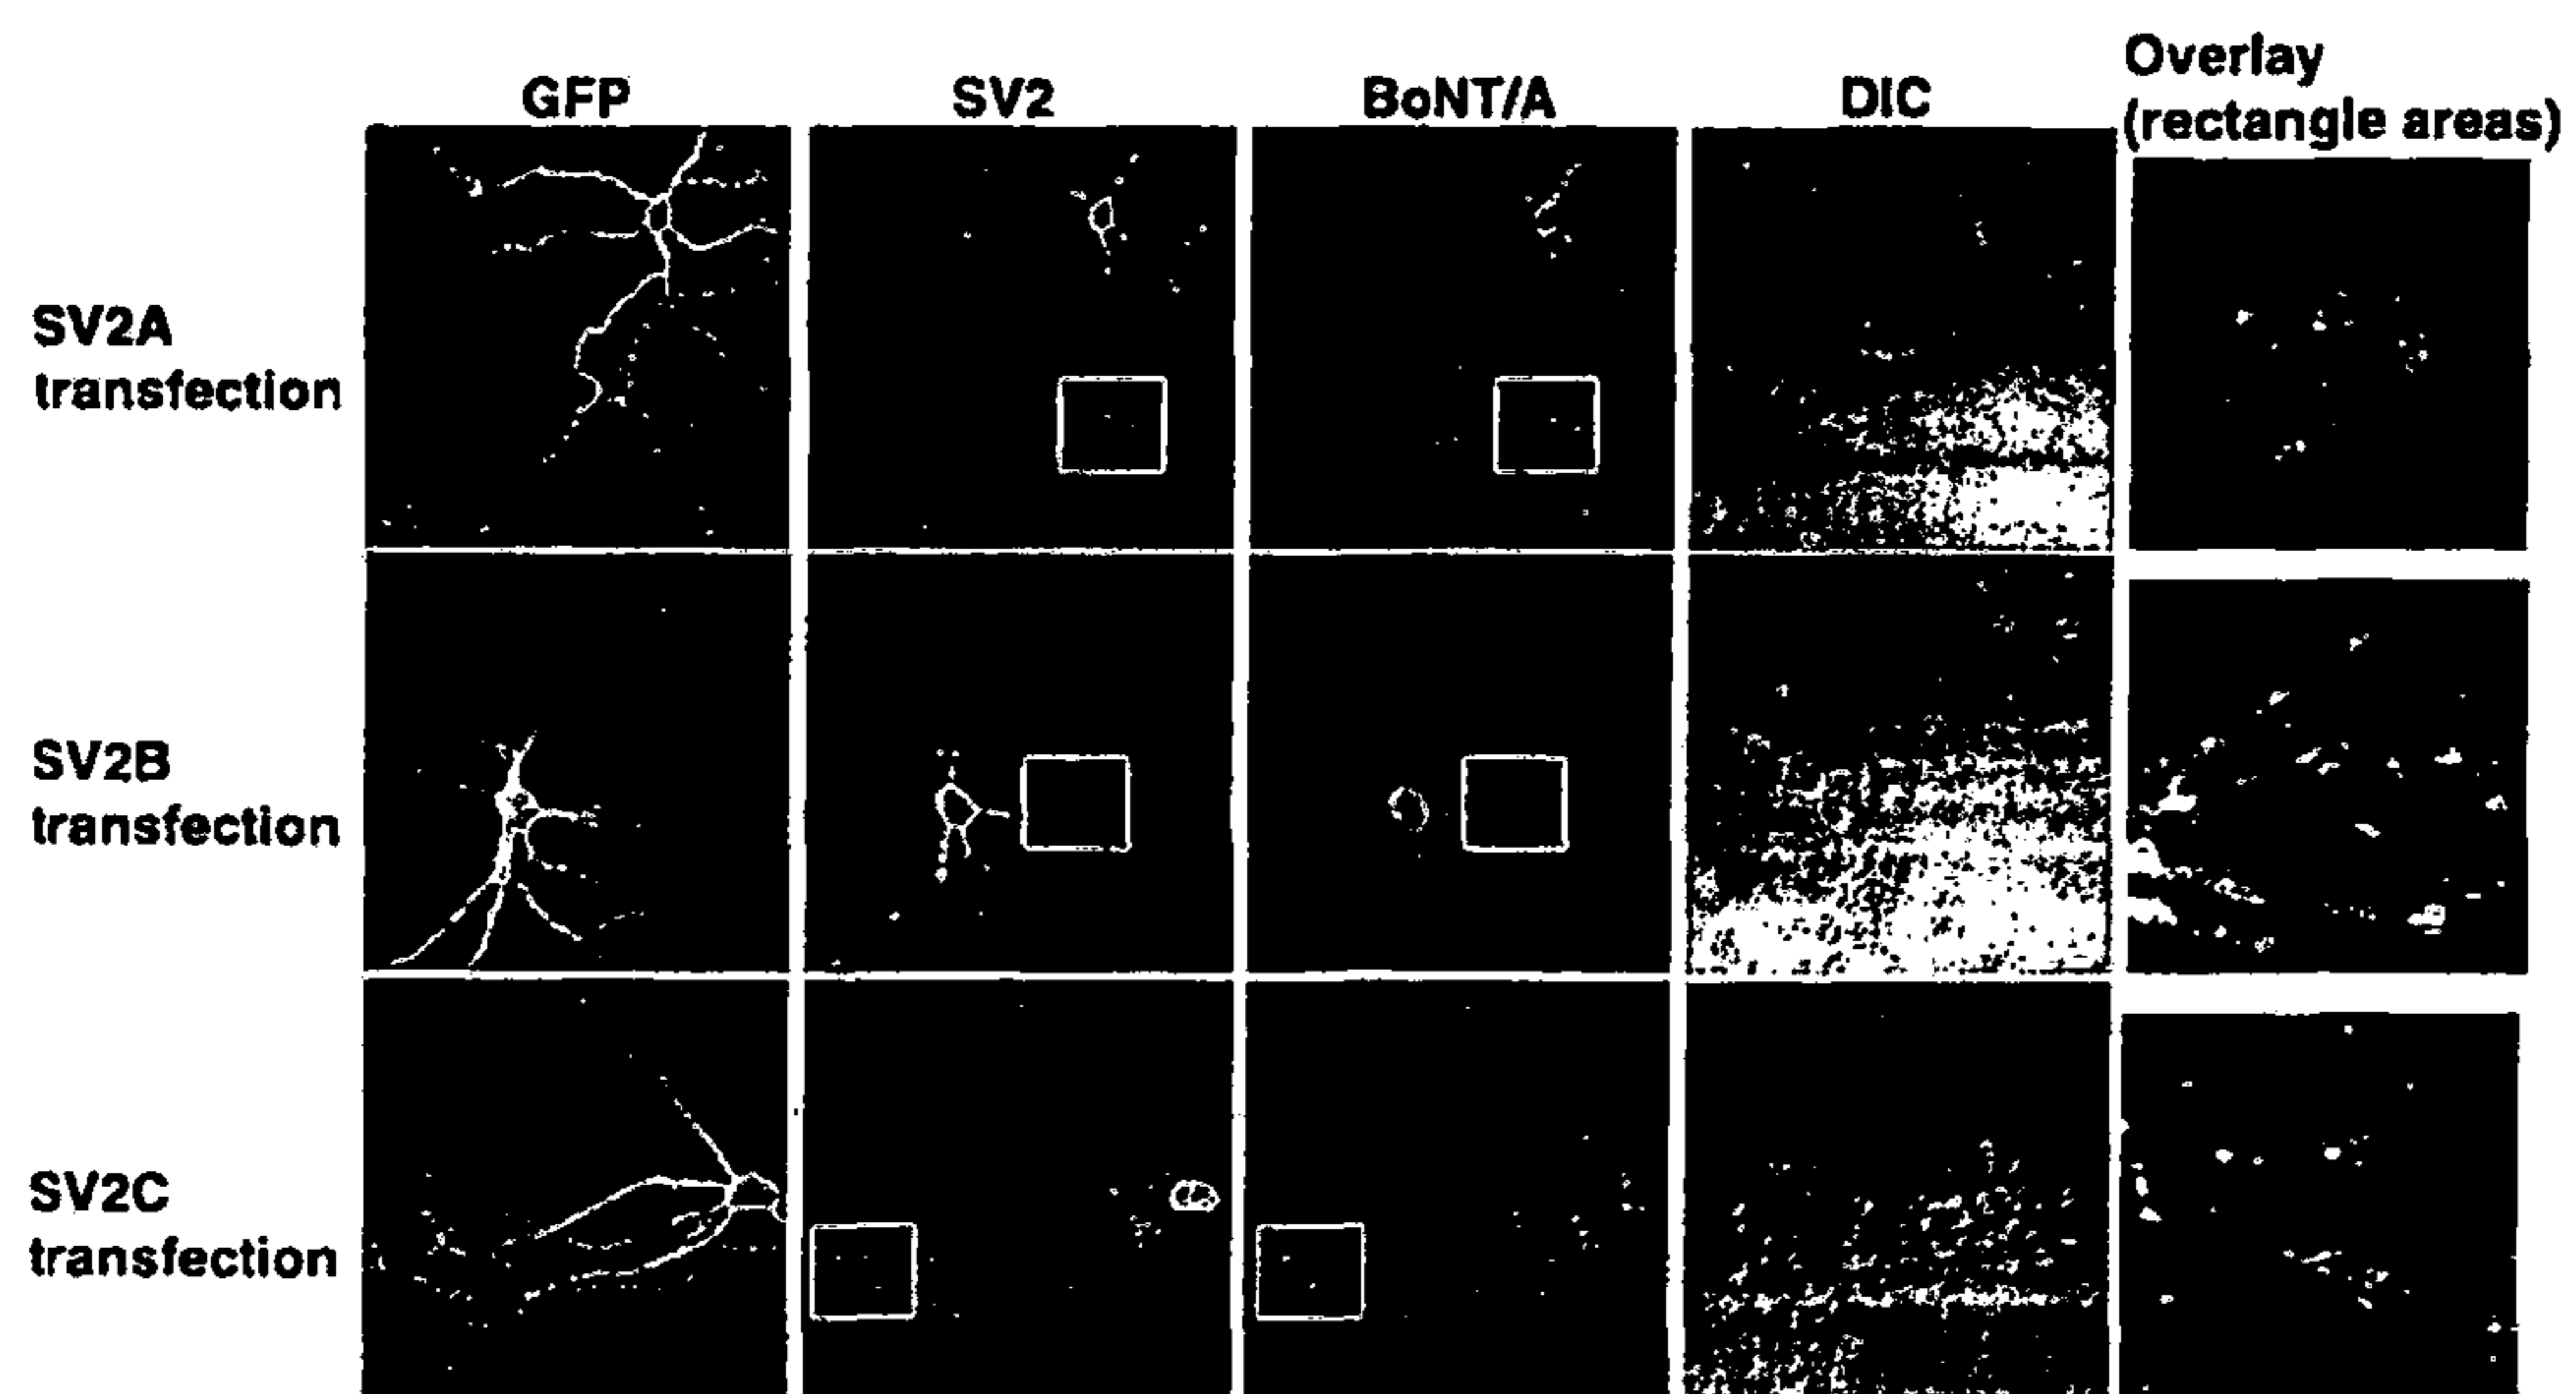 GFP
SV2
BoNT/A
DIC
Overlay
(rectangle areas)
SV2A
transfection
SV2B
transfection
SV2C
transfection